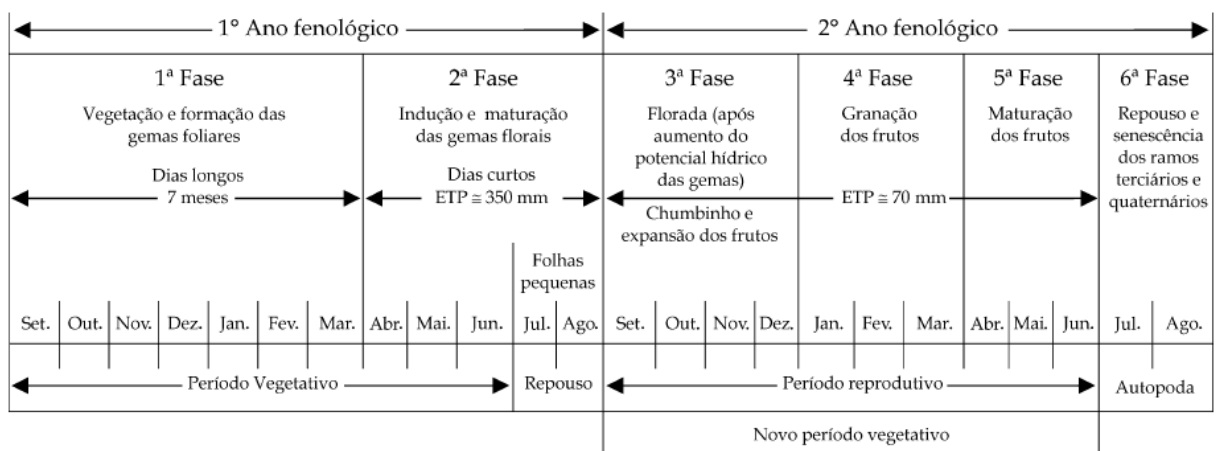 1° Ano fenológico
2° Ano fenológico
1ª Fase
Vegetação e formação das
gemas foliares
Dias longos
7 meses
2ª Fase
Indução e maturação
das gemas florais
Dias curtos
ETP ≅ 350 mm
Folhas
pequenas
3ª Fase
Florada (após
aumento do
potencial hídrico
das gemas)
Chumbinho e
expansão dos frutos
4ª Fase
Granação
dos frutos
ETP ≅ 70 mm
5ª Fase
Maturação
dos frutos
6ª Fase
Repouso e
senescência
dos ramos
terciários e
quaternários
Set. Out. Nov. Dez. Jan. Fev. Mar. Abr. Mai. Jun. Jul. Ago. Set. Out. Nov. Dez. Jan. Fev. Mar. Abr. Mai. Jun. Jul. Ago.
Período Vegetativo
Repouso
Período reprodutivo
Autopoda
Novo período vegetativo